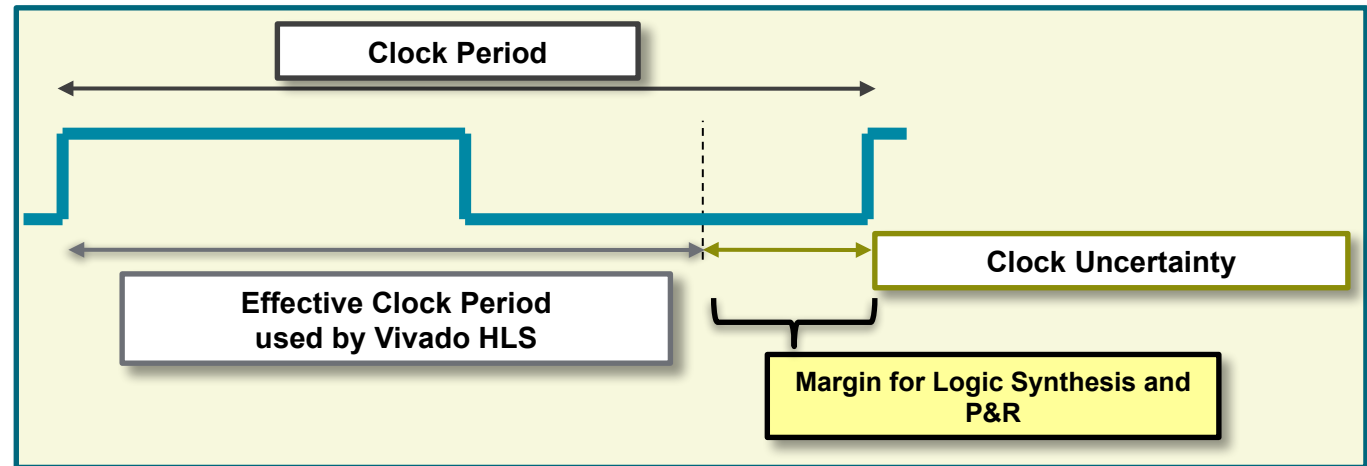 Clock Period
Clock Uncertainty
Effective Clock Period
used by Vivado HLS
Margin for Logic Synthesis and
P&R